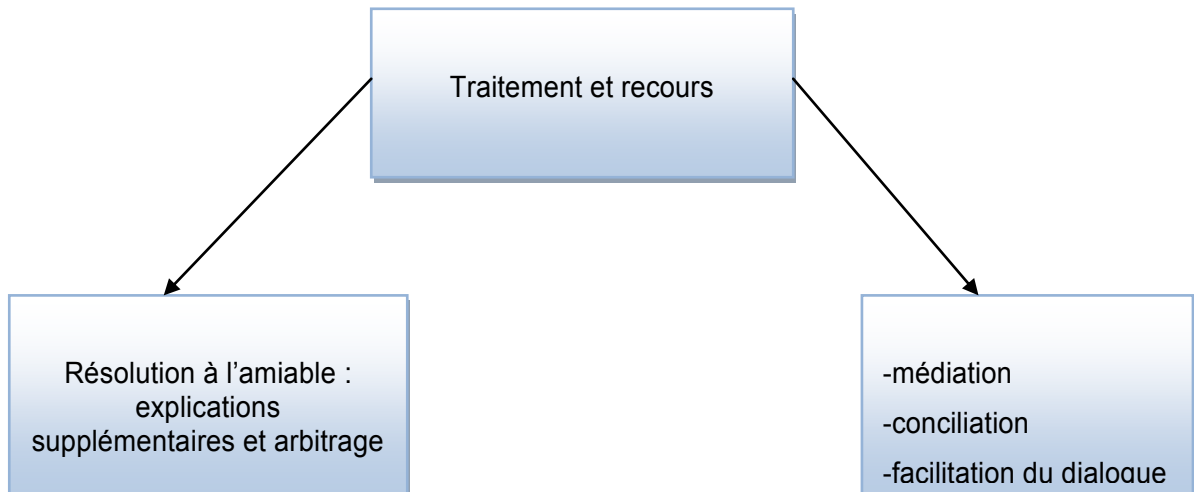 Traitement et recours
Résolution à l’amiable :
explications
supplémentaires et arbitrage
-médiation
-conciliation
-facilitation du dialogue